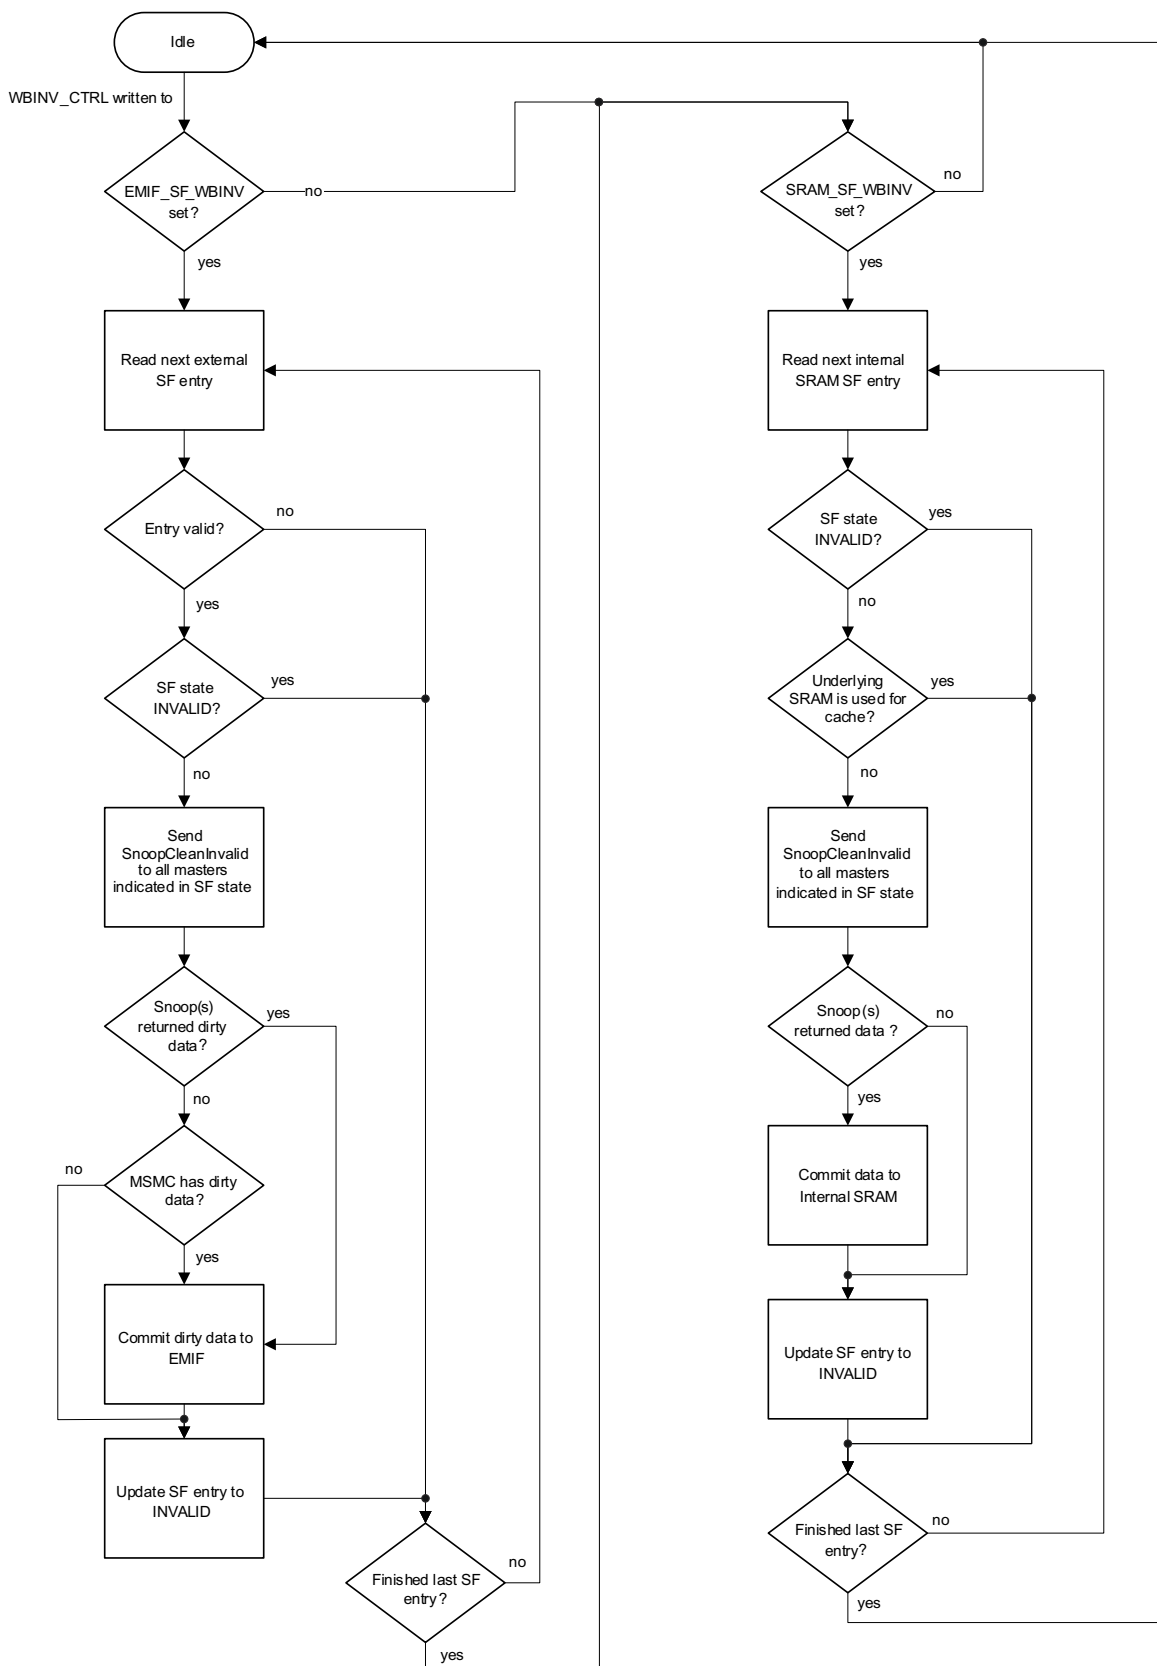 Idle
WBINV_CTRL written to
EMIF_SF_WBINV
set?
no
yes
Read next external
SF entry
Entry valid?
no
yes
SF state
INVALID?
yes
no
Send
SnoopCleanInvalid
to all masters
indicated in SF state
Snoop(s)
returned dirty
data?
yes
no
MSMC has dirty
data?
no
yes
Commit dirty data to
EMIF
Update SF entry to
INVALID
Finished last SF
entry?
no
yes
SRAM_SF_WBINV
set?
no
yes
Read next internal
SRAM SF entry
SF state
INVALID?
yes
no
Underlying
SRAM is used for
cache?
yes
no
Send
SnoopCleanInvalid
to all masters
indicated in SF state
Snoop(s)
returned data ?
no
yes
Commit data to
Internal SRAM
Update SF entry to
INVALID
Finished last SF
entry?
no
yes